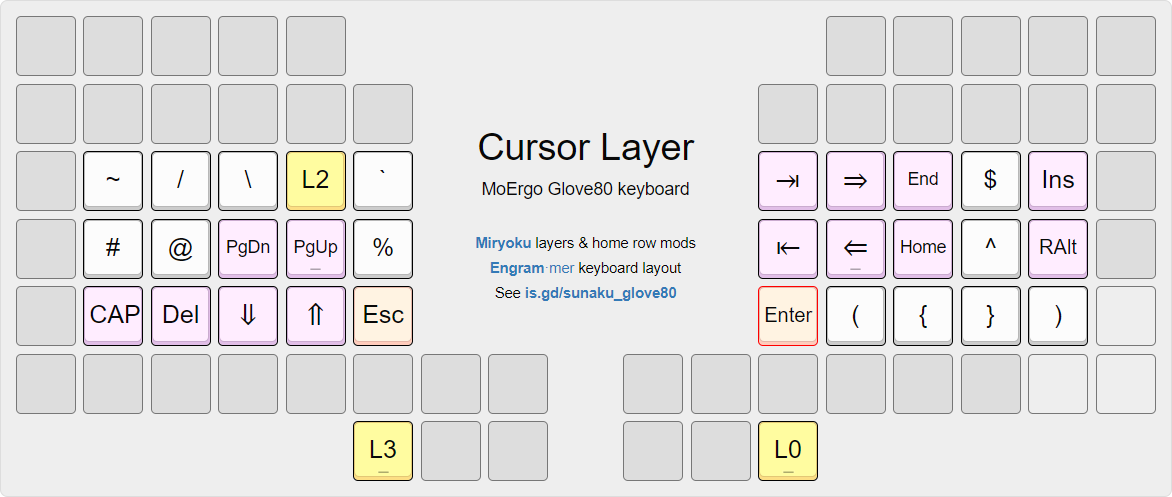 Cursor Layer
MoErgo Glove80 keyboard
~ / \ L2 ` ⇥ ⇒ End $ Ins
# @ PgDn PgUp % ⇤ ⇐ Home ^ RAlt
Miryoku layers & home row mods
Engram·mer keyboard layout
See is.gd/sunaku_glove80
CAP Del ⇓ ⇑ Esc Enter ( { } )
L3 L0